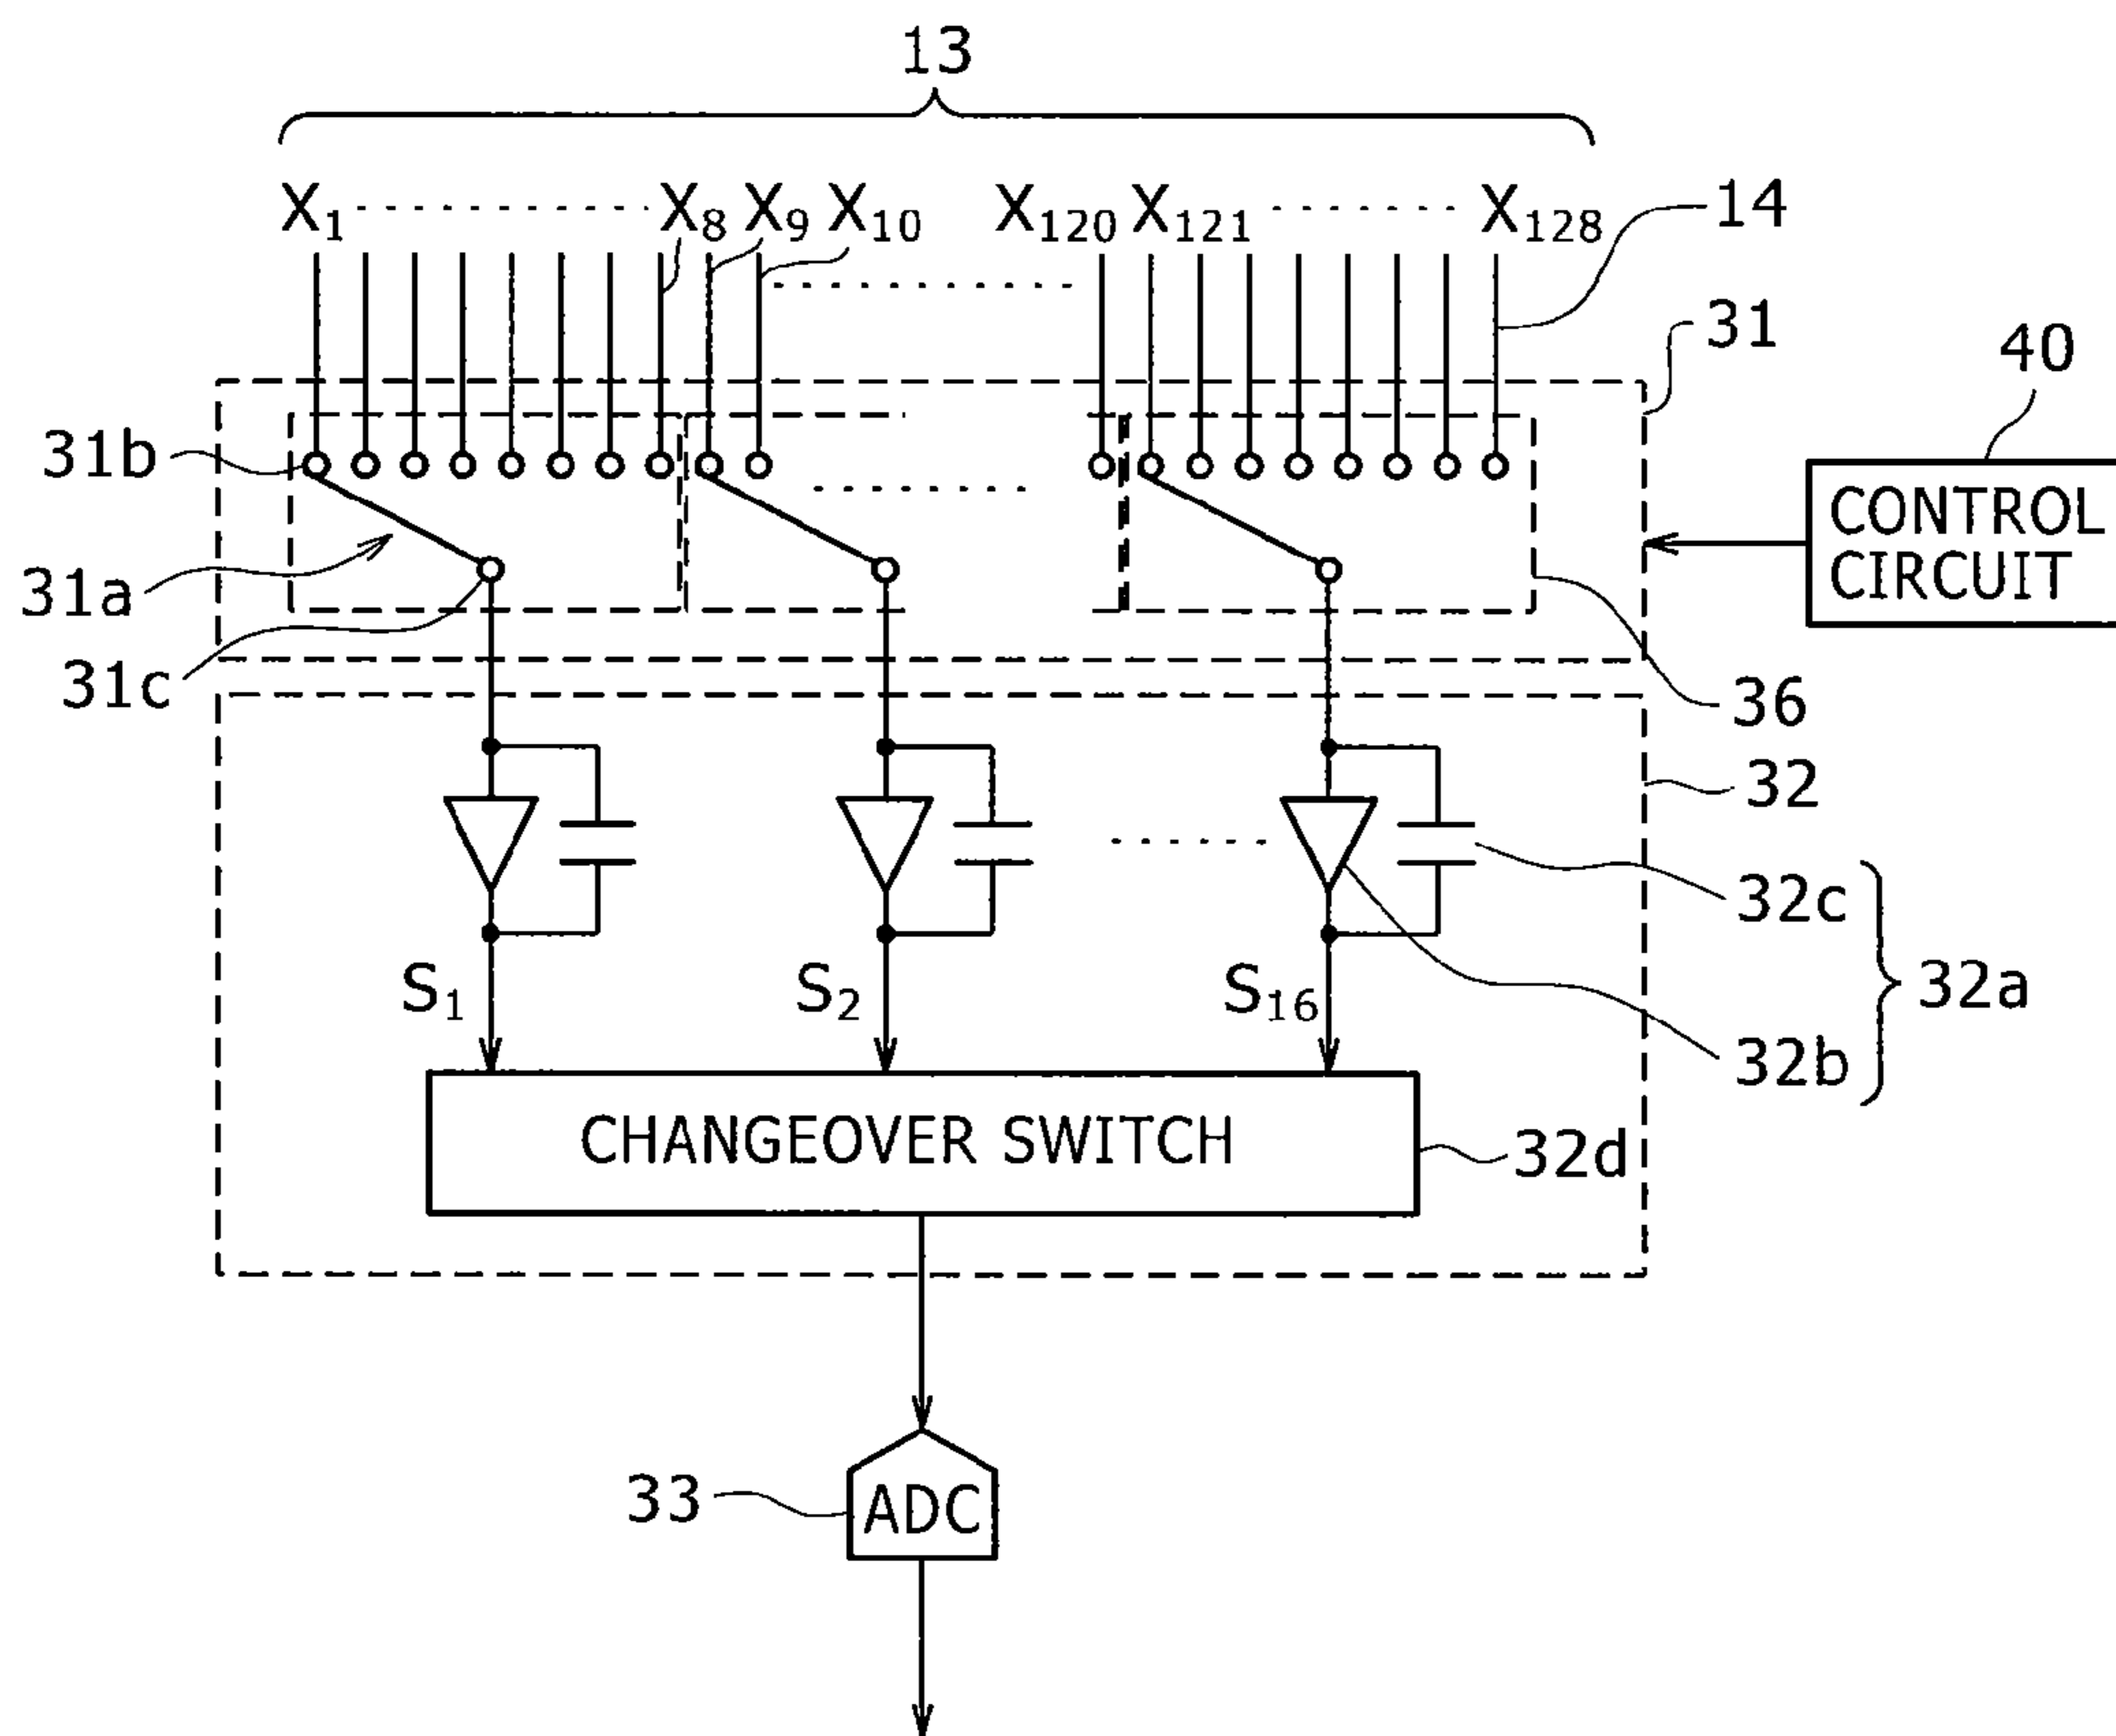 13
X1 X8 X9 X10 X120 X121 X128
14
31
40
31b
CONTROL
CIRCUIT
31a
31c
36
32
32c
32a
S1 S2 S16
32b
CHANGEOVER SWITCH
32d
33
ADC